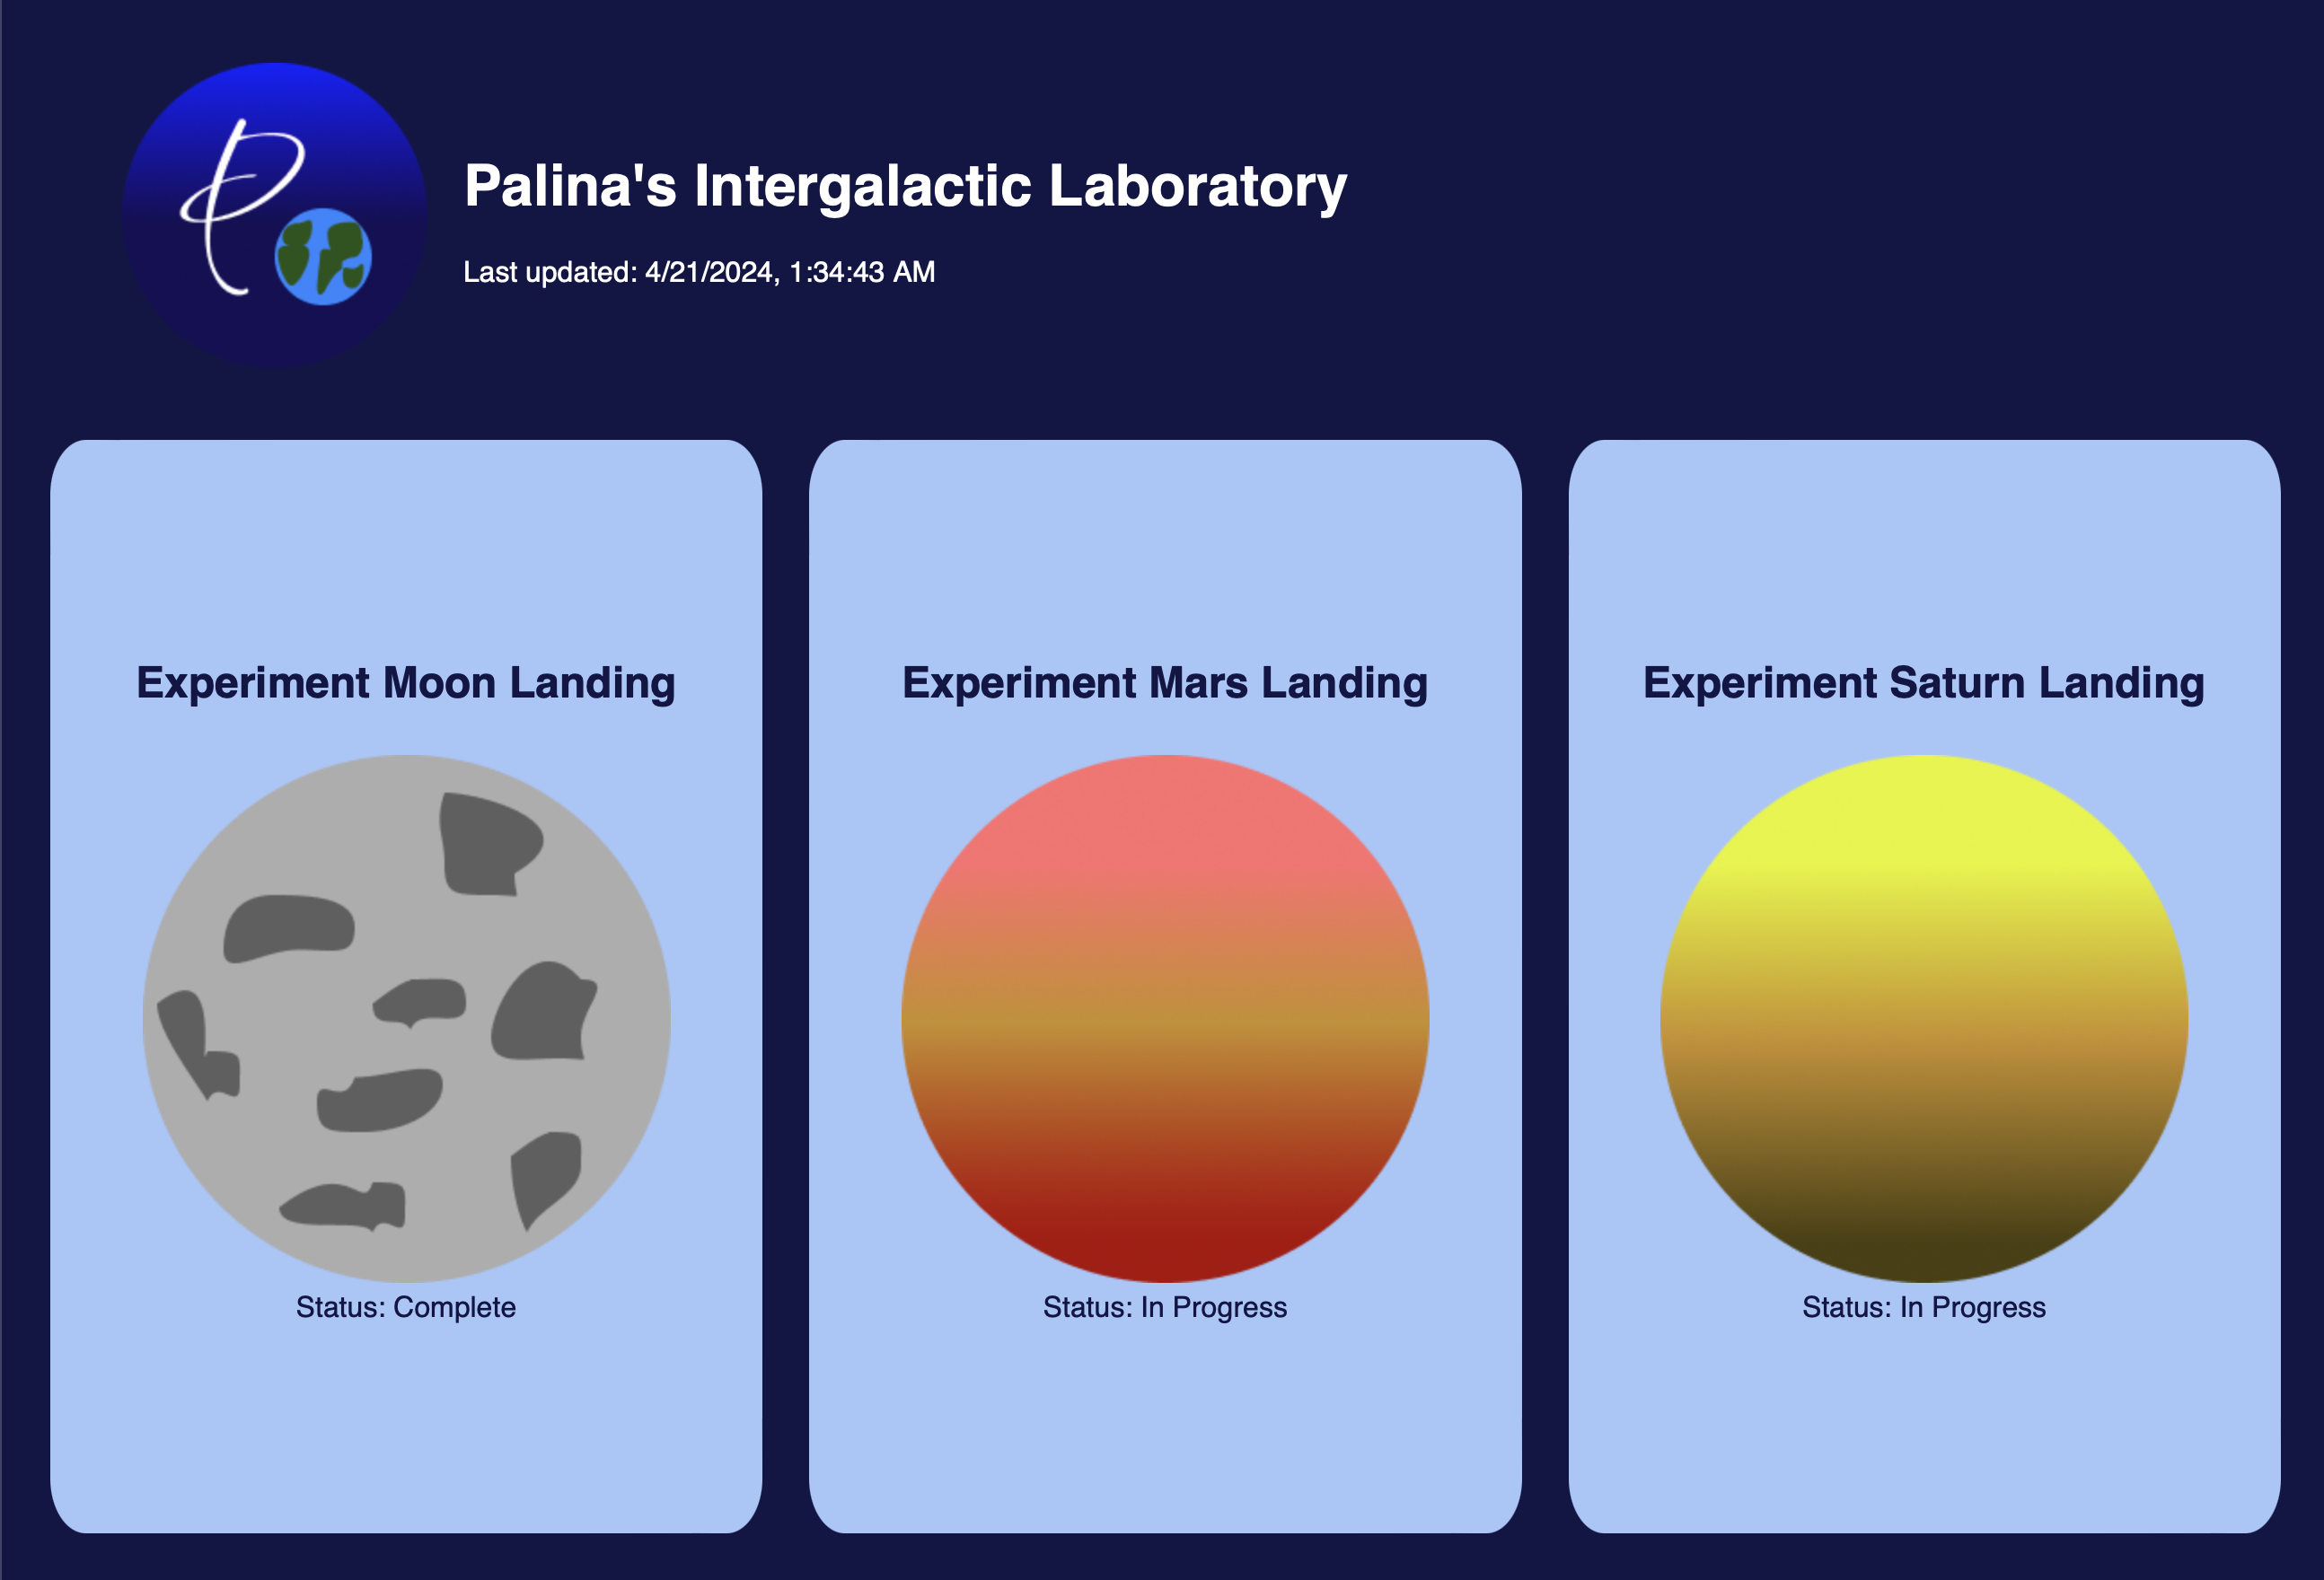 P
Palina's Intergalactic Laboratory
Last updated: 4/21/2024, 1:34:43 AM
Experiment Moon Landing
Experiment Mars Landing
Experiment Saturn Landing
Status: Complete
Status: In Progress
Status: In Progress